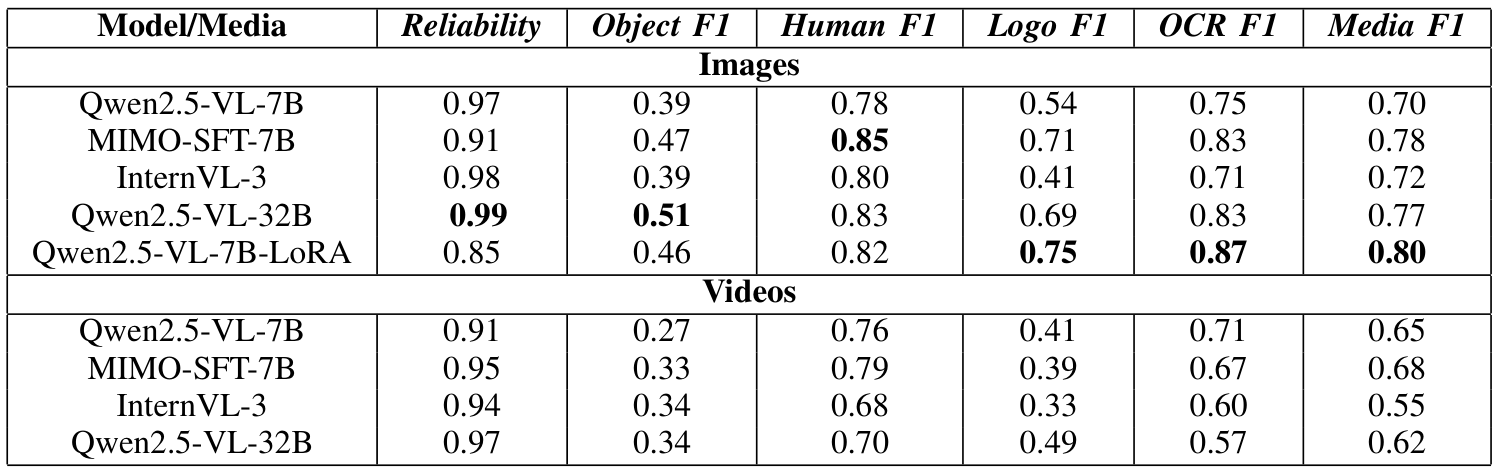 Model/Media Reliability Object F1 Human F1 Logo F1 OCR F1 Media F1
Images
Qwen2.5-VL-7B 0.97 0.39 0.78 0.54 0.75 0.70
MIMO-SFT-7B 0.91 0.47 0.85 0.71 0.83 0.78
InternVL-3 0.98 0.39 0.80 0.41 0.71 0.72
Qwen2.5-VL-32B 0.99 0.51 0.83 0.69 0.83 0.77
Qwen2.5-VL-7B-LoRA 0.85 0.46 0.82 0.75 0.87 0.80
Videos
Qwen2.5-VL-7B 0.91 0.27 0.76 0.41 0.71 0.65
MIMO-SFT-7B 0.95 0.33 0.79 0.39 0.67 0.68
InternVL-3 0.94 0.34 0.68 0.33 0.60 0.55
Qwen2.5-VL-32B 0.97 0.34 0.70 0.49 0.57 0.62